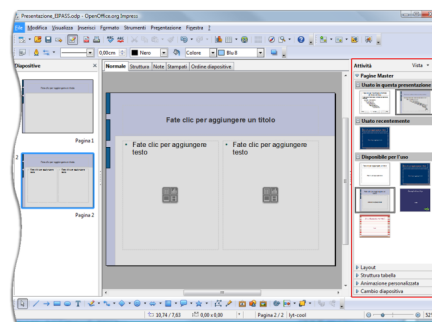 Presentazione_EIPASS.odp - OpenOffice.org Impress
File Modifica Visualizza Inserisci Formato Strumenti Presentazione Finestra ?
0,00cm Nero Colore Blu 8
Diapositive
Pagina 1
2
Pagina 2
Normale Struttura Note Stampati Ordine diapositive
Fate clic per aggiungere un titolo
• Fate clic per aggiungere testo
• Fate clic per aggiungere testo
Attività Vista
Pagine Master
Usato in questa presentazione
Usato recentemente
Disponibile per l'uso
Layout
Struttura tabella
Animazione personalizzata
Cambio diapositiva
10,74 / 7,63 0,00 x 0,00 Pagina 2 / 2 lyt-cool 52%